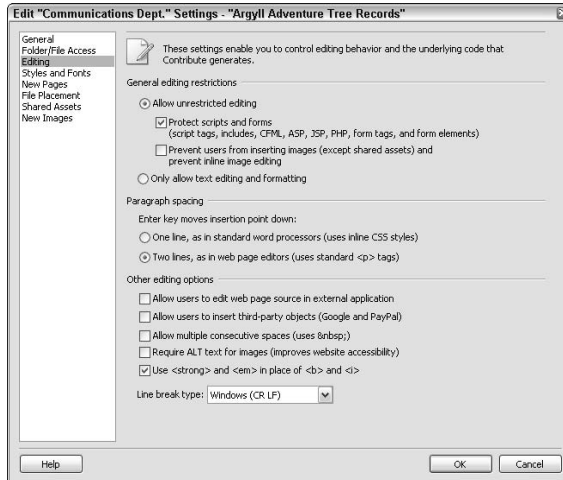 Edit "Communications Dept." Settings - "Argyll Adventure Tree Records"
General
Folder/File Access
Editing
Styles and Fonts
New Pages
File Placement
Shared Assets
New Images
These settings enable you to control editing behavior and the underlying code that
Contribute generates.
General editing restrictions
Allow unrestricted editing
Protect scripts and forms
(script tags, includes, CFML, ASP, JSP, PHP, form tags, and form elements)
Prevent users from inserting images (except shared assets) and
prevent inline image editing
Only allow text editing and formatting
Paragraph spacing
Enter key moves insertion point down:
One line, as in standard word processors (uses inline CSS styles)
Two lines, as in web page editors (uses standard <p> tags)
Other editing options
Allow users to edit web page source in external application
Allow users to insert third-party objects (Google and PayPal)
Allow multiple consecutive spaces (uses &nbsp;)
Require ALT text for images (improves website accessibility)
Use <strong> and <em> in place of <b> and <i>
Line break type: Windows (CR LF)
Help
OK
Cancel